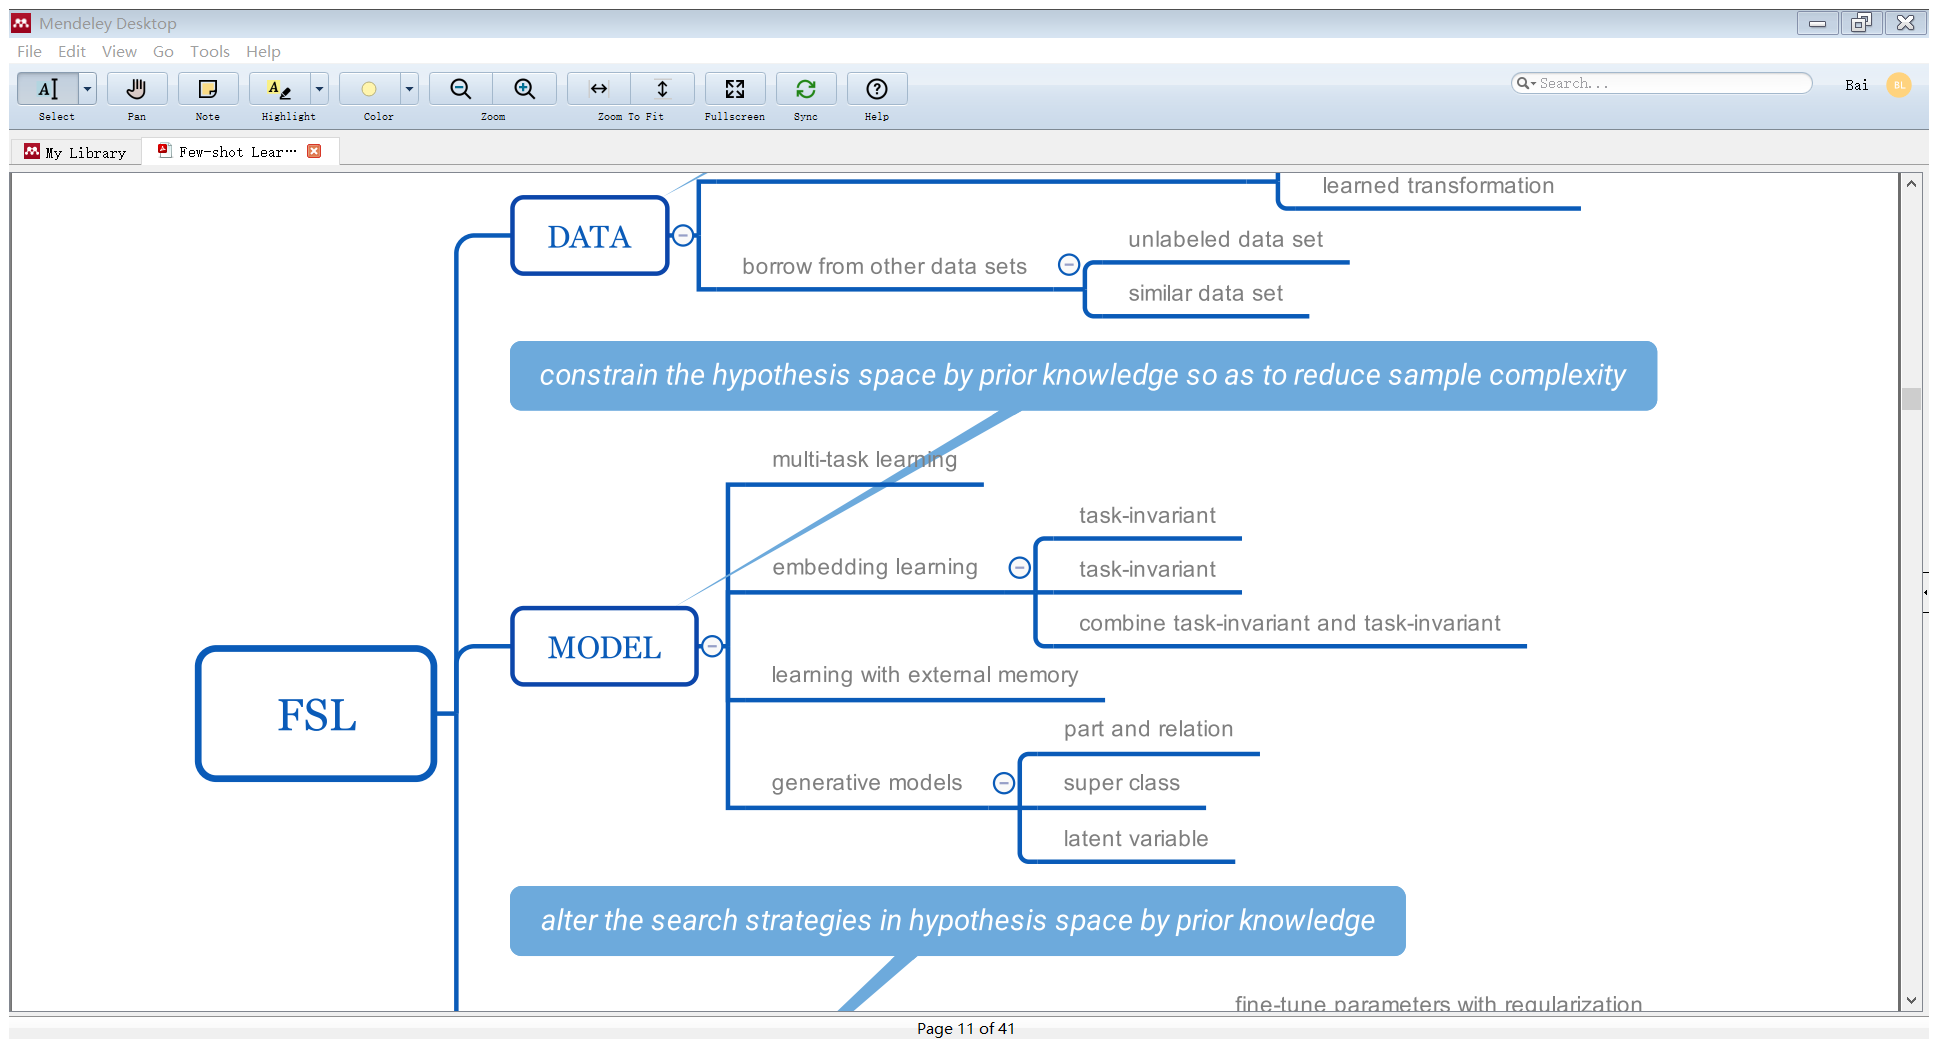 Mendeley Desktop
File Edit View Go Tools Help
Search...
Bai
BL
Select Pan Note Highlight Color Zoom Zoom To Fit Fullscreen Sync Help
My Library Few-shot Lear…
learned transformation
DATA
unlabeled data set
borrow from other data sets
similar data set
constrain the hypothesis space by prior knowledge so as to reduce sample complexity
multi-task learning
task-invariant
embedding learning
task-invariant
combine task-invariant and task-invariant
MODEL
learning with external memory
FSL
part and relation
generative models
super class
latent variable
alter the search strategies in hypothesis space by prior knowledge
fine-tune parameters with regularization
Page 11 of 41